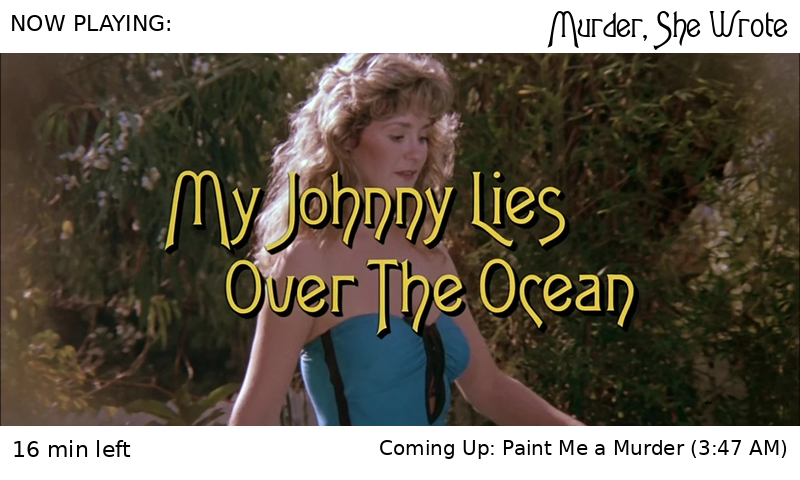 NOW PLAYING:
Murder, She Wrote
My Johnny Lies
Over The Ocean
16 min left
Coming Up: Paint Me a Murder (3:47 AM)